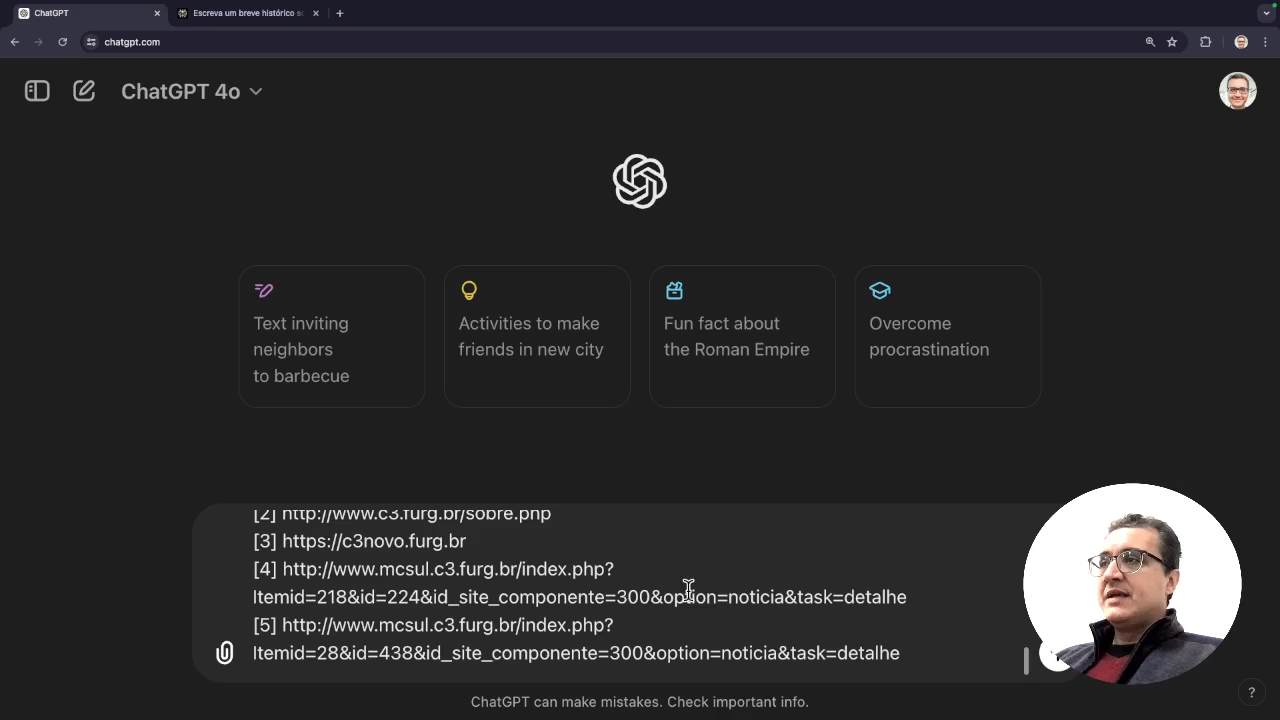 ChatGPT
Escreva um breve histórico s
chatgpt.com
ChatGPT 4o
Text inviting
neighbors
to barbecue
Activities to make
friends in new city
Fun fact about
the Roman Empire
Overcome
procrastination
[2] http://www.c3.furg.br/sobre.php
[3] https://c3novo.furg.br
[4] http://www.mcsul.c3.furg.br/index.php?
Itemid=218&id=224&id_site_componente=300&option=noticia&task=detalhe
[5] http://www.mcsul.c3.furg.br/index.php?
Itemid=28&id=438&id_site_componente=300&option=noticia&task=detalhe
ChatGPT can make mistakes. Check important info.
?